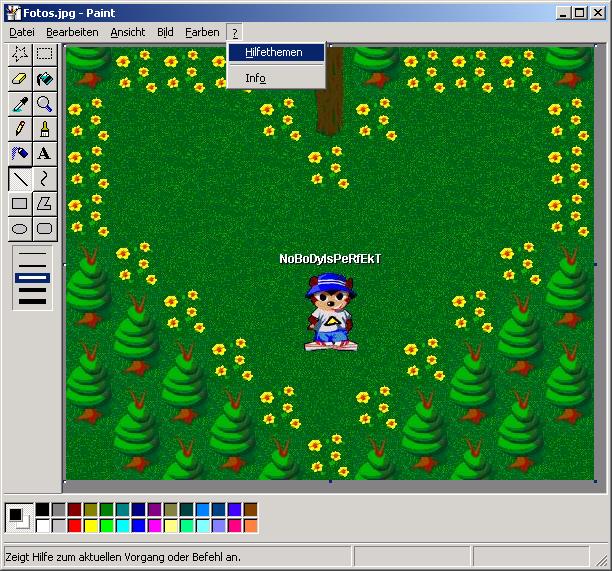 Fotos.jpg - Paint
Datei Bearbeiten Ansicht Bild Farben ?
Hilfethemen
Info
A
NoBoDyIsPeRfEkT
Zeigt Hilfe zum aktuellen Vorgang oder Befehl an.